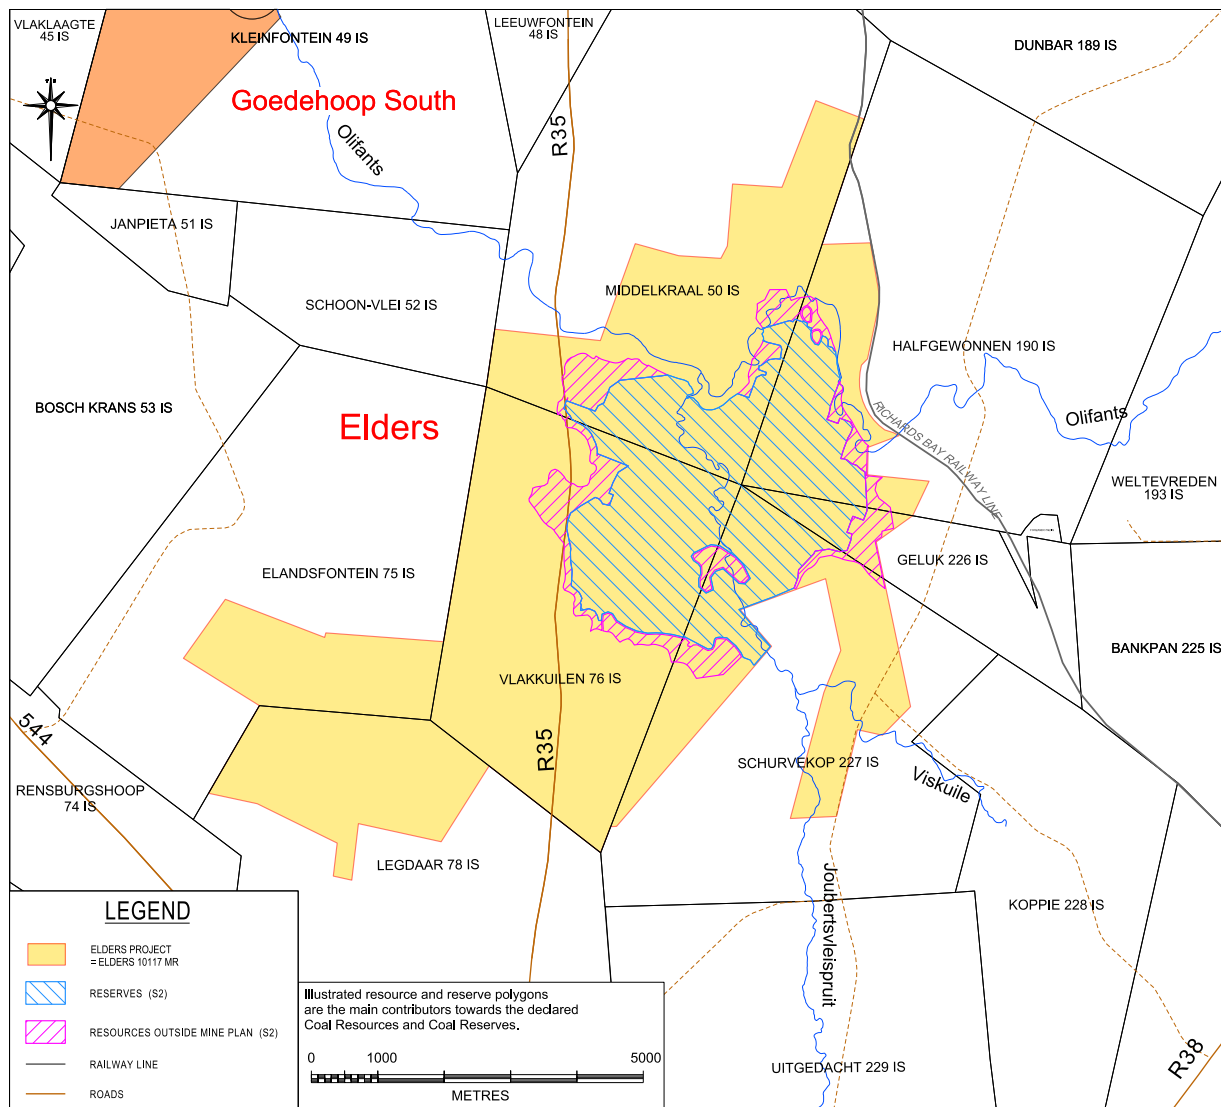 VLAKLAAGTE
45 IS
KLEINFONTEIN 49 IS
LEEUWFONTEIN
48 IS
DUNBAR 189 IS
Goedehoop South
Olifants
R35
JANPIETA 51 IS
SCHOON-VLEI 52 IS
MIDDELKRAAL 50 IS
HALFGEWONNEN 190 IS
BOSCH KRANS 53 IS
Elders
Olifants
RICHARDS BAY RAILWAY LINE
WELTEVREDEN
193 IS
ELANDSFONTEIN 75 IS
GELUK 226 IS
BANKPAN 225 IS
VLAKKUILEN 76 IS
544
R35
SCHURVEKOP 227 IS
Viskuile
RENSBURGSHOOP
74 IS
LEGDAAR 78 IS
Joubertsvleispruit
KOPPIE 228 IS
UITGEDACHT 229 IS
R38
LEGEND
ELDERS PROJECT
= ELDERS 10117 MR
RESERVES (S2)
RESOURCES OUTSIDE MINE PLAN (S2)
RAILWAY LINE
ROADS
Illustrated resource and reserve polygons
are the main contributors towards the declared
Coal Resources and Coal Reserves.
0 1000 5000
METRES